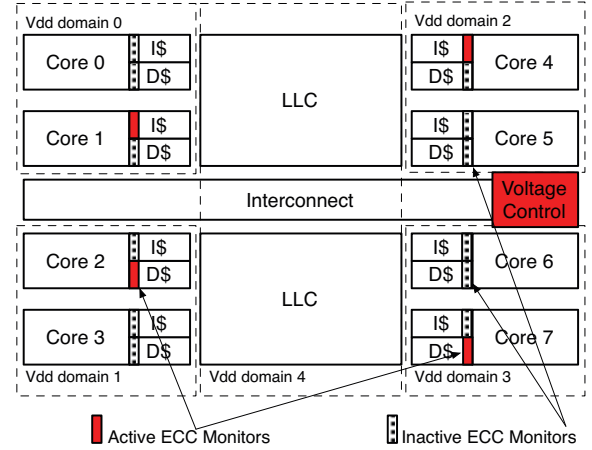 Vdd domain 0
Core 0
I$
D$
Core 1
I$
D$
LLC
Vdd domain 2
I$
D$
Core 4
I$
D$
Core 5
Interconnect
Voltage
Control
Core 2
I$
D$
Core 3
I$
D$
Vdd domain 1
LLC
Vdd domain 4
I$
D$
Core 6
I$
D$
Core 7
Vdd domain 3
Active ECC Monitors
Inactive ECC Monitors